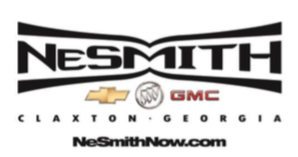 NESMITH
GMC
CLAXTON · GEORGIA
NeSmithNow.com